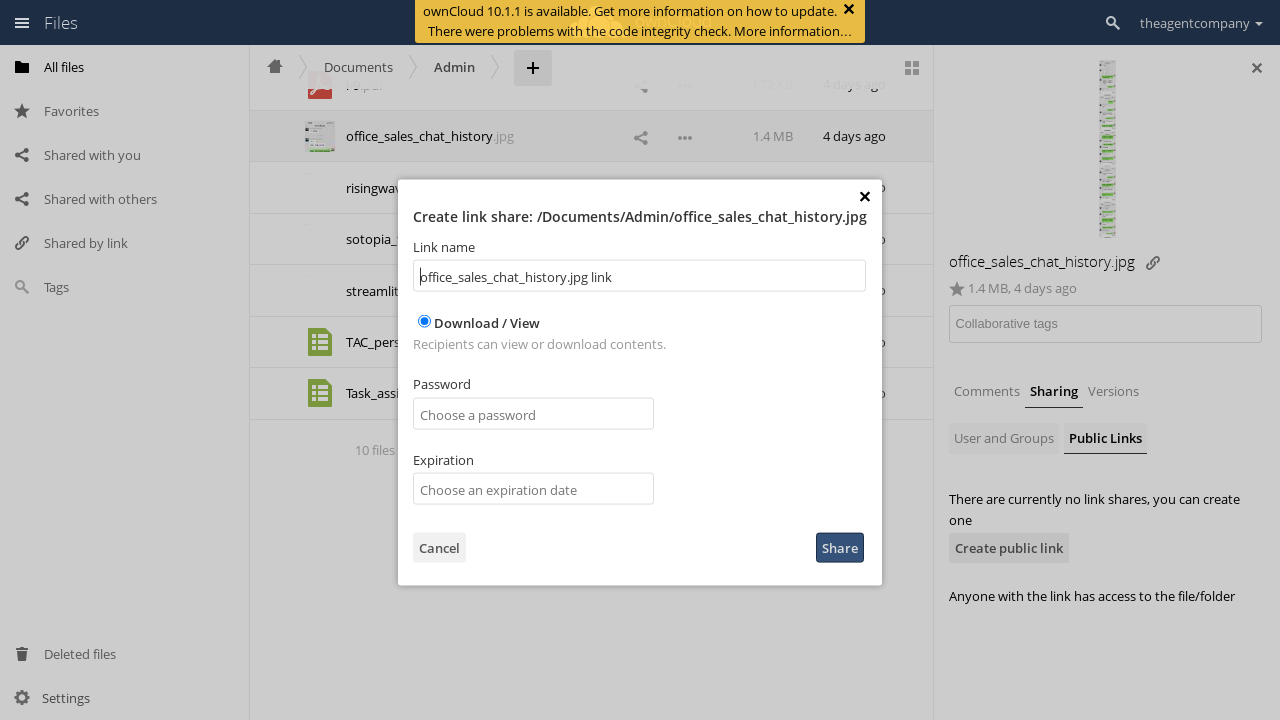 Files
ownCloud 10.1.1 is available. Get more information on how to update.
There were problems with the code integrity check. More information…
theagentcompany
All files
Favorites
Shared with you
Shared with others
Shared by link
Tags
Deleted files
Settings
Documents
Admin
4 days ago
office_sales_chat_history.jpg
1.4 MB
4 days ago
risingwav
sotopia_
streamlit
TAC_pers
Task_assi
10 files
Create link share: /Documents/Admin/office_sales_chat_history.jpg
Link name
office_sales_chat_history.jpg link
Download / View
Recipients can view or download contents.
Password
Choose a password
Expiration
Choose an expiration date
Cancel
Share
office_sales_chat_history.jpg
1.4 MB, 4 days ago
Collaborative tags
Comments
Sharing
Versions
User and Groups
Public Links
There are currently no link shares, you can create
one
Create public link
Anyone with the link has access to the file/folder